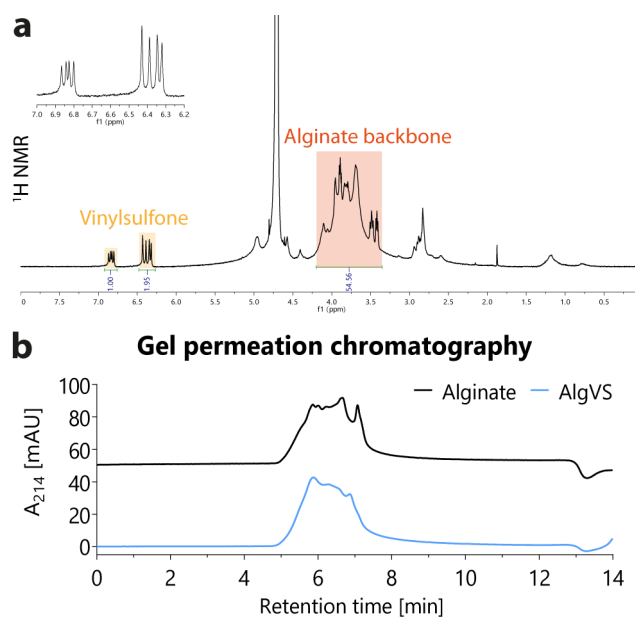 a
7.0 6.9 6.8 6.7 6.6 6.5 6.4 6.3 6.2
f1 (ppm)
¹H NMR
Alginate backbone
Vinylsulfone
1.00
1.95
54.56
8.0 7.5 7.0 6.5 6.0 5.5 5.0 4.5 4.0 3.5 3.0 2.5 2.0 1.5 1.0 0.5
f1 (ppm)
b
Gel permeation chromatography
Alginate AlgVS
A₂₁₄ [mAU]
100
80
60
40
20
0
0 2 4 6 8 10 12 14
Retention time [min]